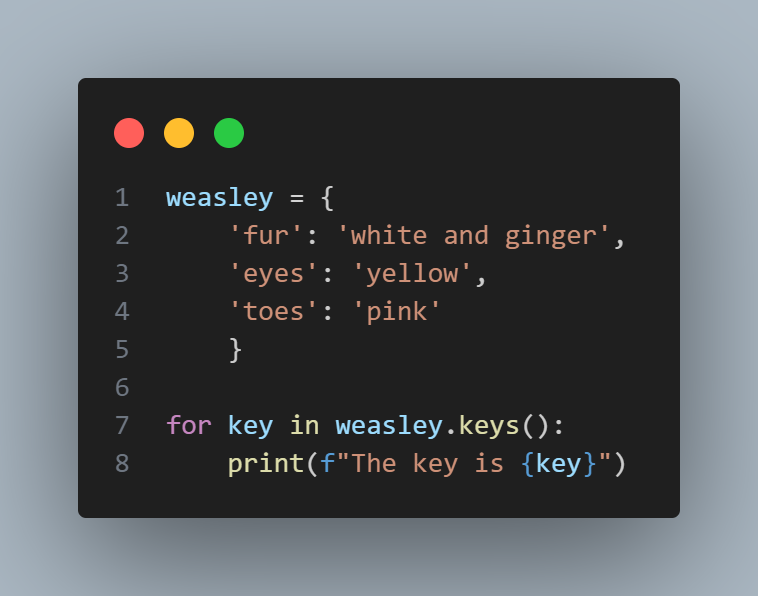 1 weasley = {
2     'fur': 'white and ginger',
3     'eyes': 'yellow',
4     'toes': 'pink'
5     }
6
7 for key in weasley.keys():
8     print(f"The key is {key}")